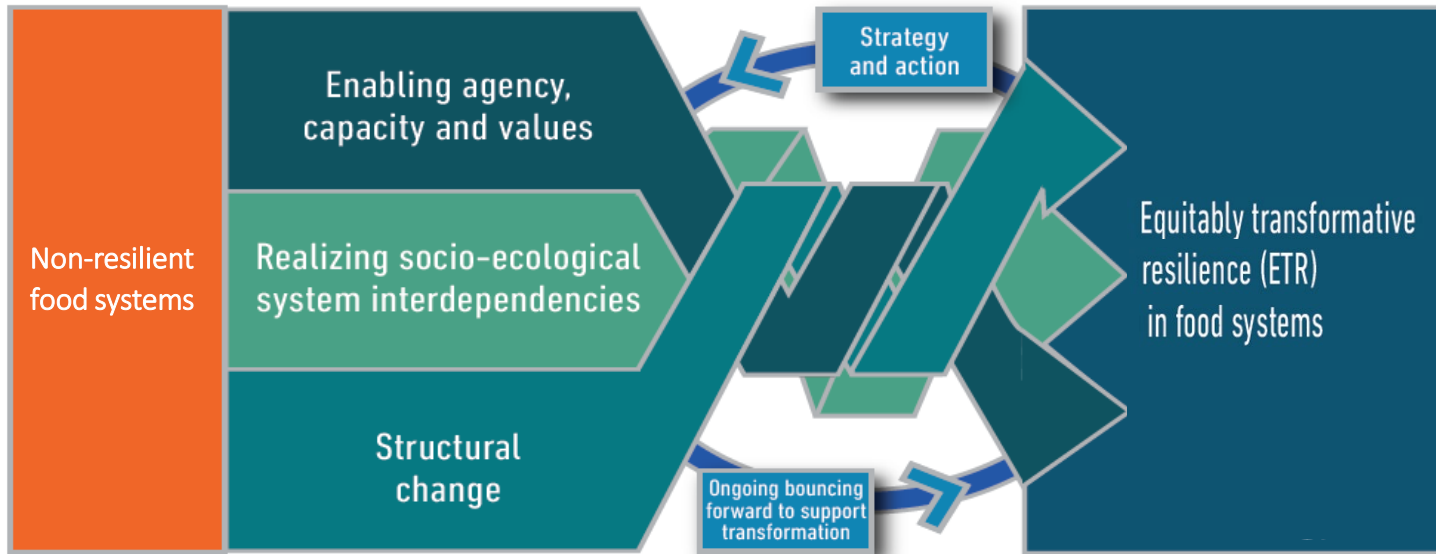 Non-resilient
food systems
Enabling agency,
capacity and values
Realizing socio-ecological
system interdependencies
Structural
change
Strategy
and action
Ongoing bouncing
forward to support
transformation
Equitably transformative
resilience (ETR)
in food systems